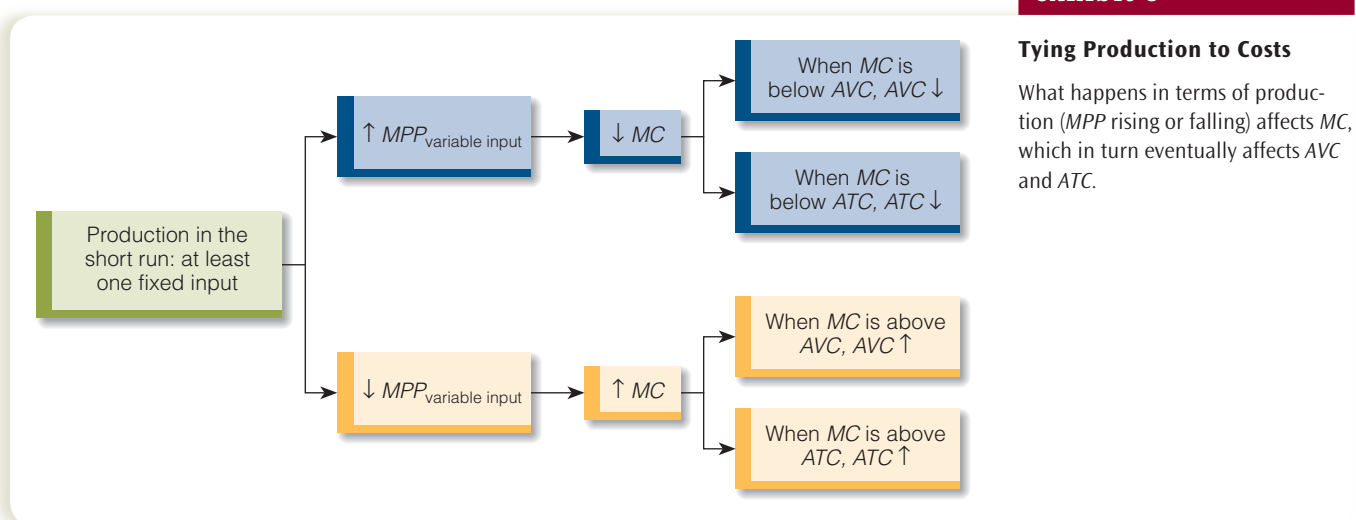 Tying Production to Costs
What happens in terms of produc-
tion (MPP rising or falling) affects MC,
which in turn eventually affects AVC
and ATC.
Production in the
short run: at least
one fixed input
↑ MPPvariable input
↓ MC
When MC is
below AVC, AVC ↓
When MC is
below ATC, ATC ↓
↓ MPPvariable input
↑ MC
When MC is above
AVC, AVC ↑
When MC is above
ATC, ATC ↑